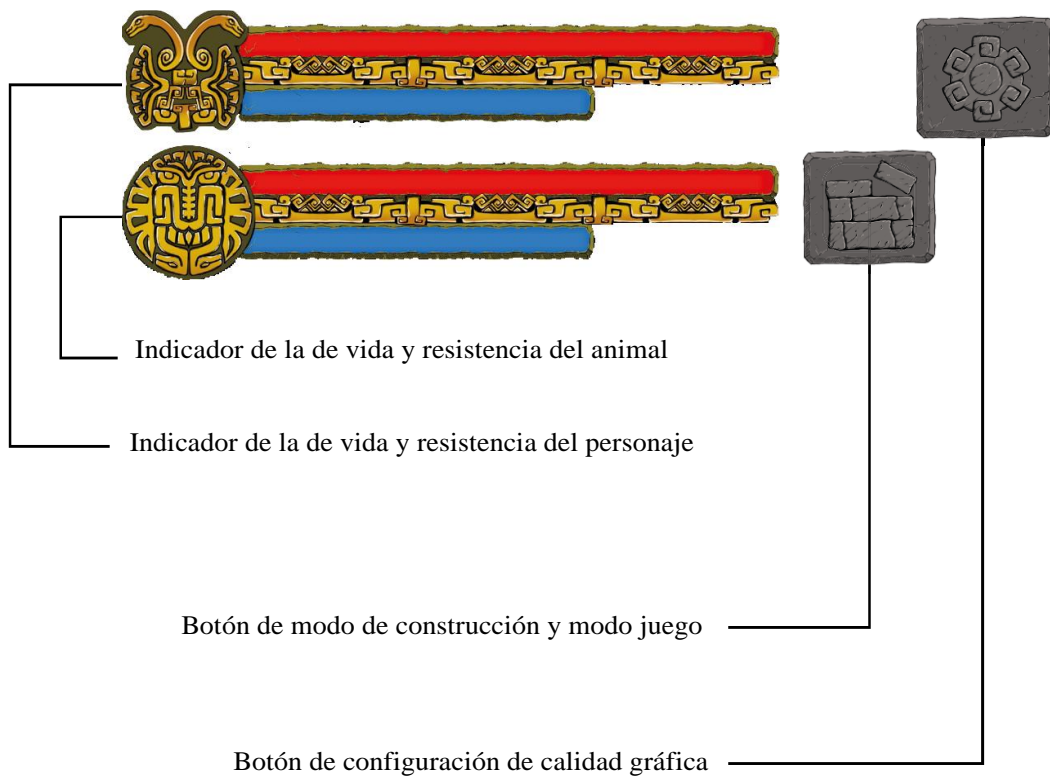 Indicador de la de vida y resistencia del animal
Indicador de la de vida y resistencia del personaje
Botón de modo de construcción y modo juego
Botón de configuración de calidad gráfica